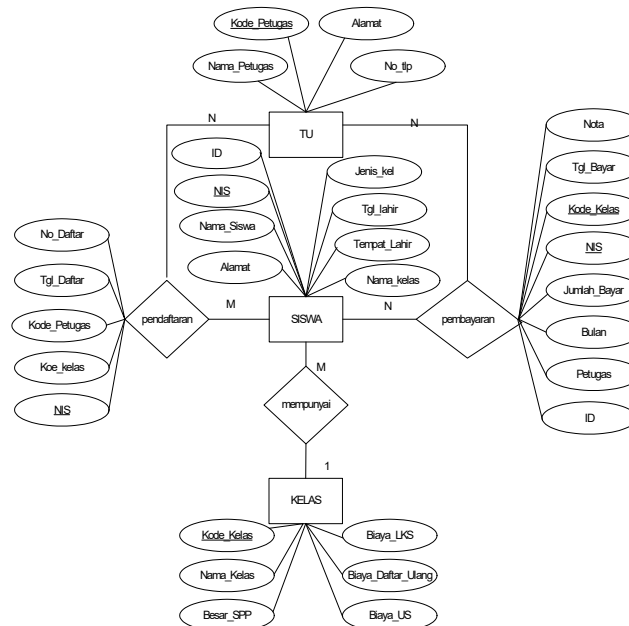 Kode_Petugas
Alamat
Nama_Petugas
No_tlp
N
TU
N
ID
NIS
Nama_Siswa
Alamat
Jenis_kel
Tgl_lahir
Tempat_Lahir
Nama_kelas
No_Daftar
Tgl_Daftar
Kode_Petugas
Koe_kelas
NIS
pendaftaran
M
SISWA
N
pembayaran
Nota
Tgl_Bayar
Kode_Kelas
NIS
Jumlah_Bayar
Bulan
Petugas
ID
M
mempunyai
1
KELAS
Kode_Kelas
Nama_Kelas
Besar_SPP
Biaya_LKS
Biaya_Daftar_Ulang
Biaya_US